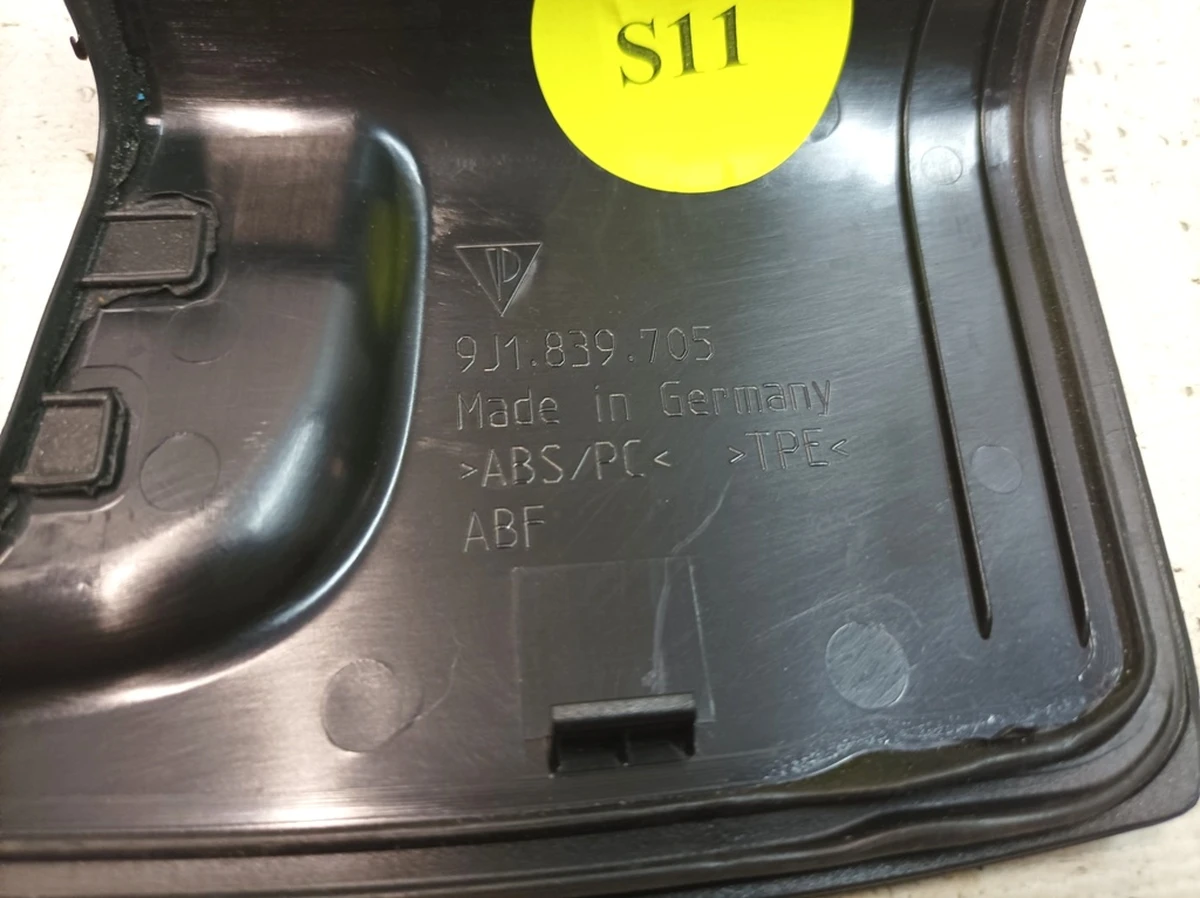 S11
9J1.839.705
Made in Germany
>ABS/PC< >TPE<
ABF